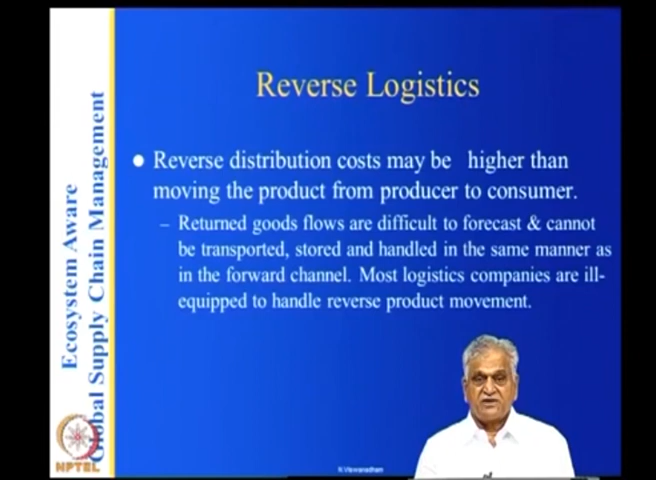 Ecosystem Aware
Global Supply Chain Management
Reverse Logistics
Reverse distribution costs may be higher than
moving the product from producer to consumer.
– Returned goods flows are difficult to forecast & cannot
be transported, stored and handled in the same manner as
in the forward channel. Most logistics companies are ill-
equipped to handle reverse product movement.
NPTEL
N.Viswanadham